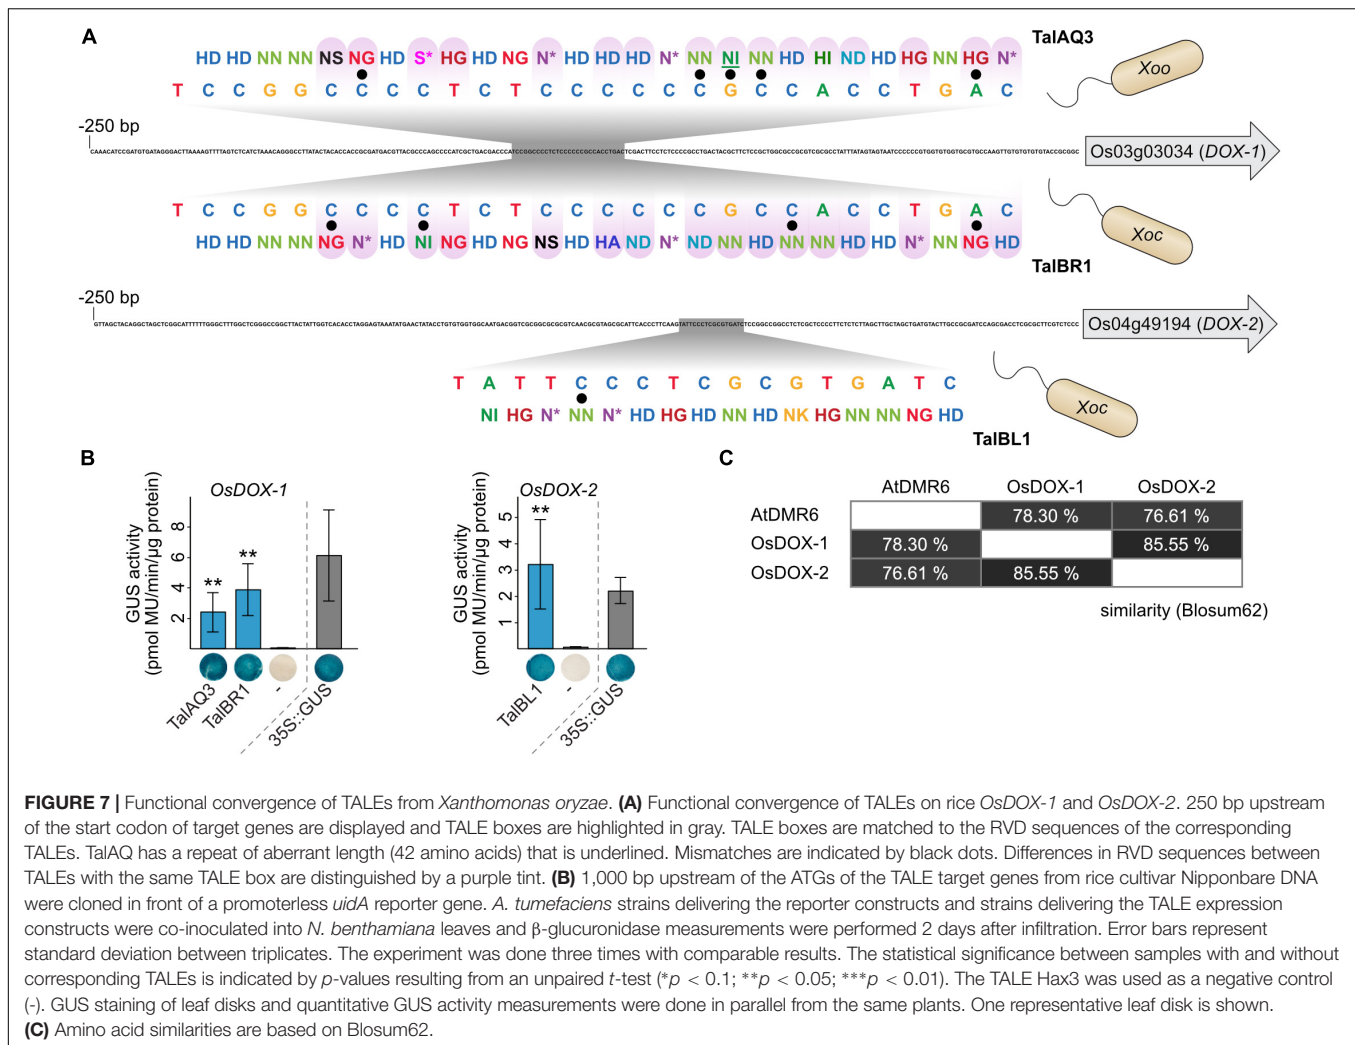 A
TalAQ3
HD HD NN NN NS NG HD S* HG HD NG N* HD HD HD N* NN NI NN HD HI ND HD HG NN HG N*
Xoo
T C C G G C C C C T C T C C C C C C G C C A C C T G A C
-250 bp
Os03g03034 (DOX-1)
T C C G G C C C C T C T C C C C C C G C C A C C T G A C
HD HD NN NN NG N* HD NI NG HD NG NS HD HA ND N* ND NN HD NN NN HD HD N* NN NG HD
Xoc
TalBR1
-250 bp
Os04g49194 (DOX-2)
T A T T C C C T C G C G T G A T C
NI HG N* NN N* HD HG HD NN HD NK HG NN NN NG HD
Xoc
TalBL1
B
OsDOX-1
GUS activity
(pmol MU/min/µg protein)
8
6
4
2
**
**
TalAQ3
TalBR1
-
35S::GUS
OsDOX-2
GUS activity
(pmol MU/min/µg protein)
5
4
3
2
1
**
TalBL1
-
35S::GUS
C
AtDMR6 OsDOX-1 OsDOX-2
AtDMR6 78.30 % 76.61 %
OsDOX-1 78.30 % 85.55 %
OsDOX-2 76.61 % 85.55 %
similarity (Blosum62)
FIGURE 7 | Functional convergence of TALEs from Xanthomonas oryzae. (A) Functional convergence of TALEs on rice OsDOX-1 and OsDOX-2. 250 bp upstream
of the start codon of target genes are displayed and TALE boxes are highlighted in gray. TALE boxes are matched to the RVD sequences of the corresponding
TALEs. TalAQ has a repeat of aberrant length (42 amino acids) that is underlined. Mismatches are indicated by black dots. Differences in RVD sequences between
TALEs with the same TALE box are distinguished by a purple tint. (B) 1,000 bp upstream of the ATGs of the TALE target genes from rice cultivar Nipponbare DNA
were cloned in front of a promoterless uidA reporter gene. A. tumefaciens strains delivering the reporter constructs and strains delivering the TALE expression
constructs were co-inoculated into N. benthamiana leaves and β-glucuronidase measurements were performed 2 days after infiltration. Error bars represent
standard deviation between triplicates. The experiment was done three times with comparable results. The statistical significance between samples with and without
corresponding TALEs is indicated by p-values resulting from an unpaired t-test (*p < 0.1; **p < 0.05; ***p < 0.01). The TALE Hax3 was used as a negative control
(-). GUS staining of leaf disks and quantitative GUS activity measurements were done in parallel from the same plants. One representative leaf disk is shown.
(C) Amino acid similarities are based on Blosum62.